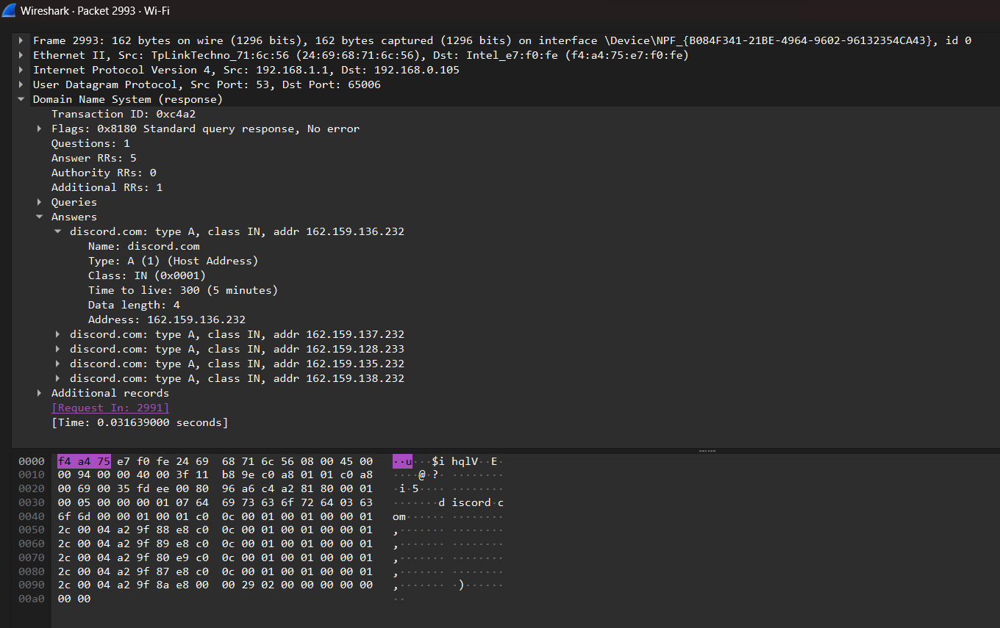 Wireshark · Packet 2993 · Wi-Fi
Frame 2993: 162 bytes on wire (1296 bits), 162 bytes captured (1296 bits) on interface \Device\NPF_{B084F341-21BE-4964-9602-96132354CA43}, id 0
Ethernet II, Src: TpLinkTechno_71:6c:56 (24:69:68:71:6c:56), Dst: Intel_e7:f0:fe (f4:a4:75:e7:f0:fe)
Internet Protocol Version 4, Src: 192.168.1.1, Dst: 192.168.0.105
User Datagram Protocol, Src Port: 53, Dst Port: 65006
Domain Name System (response)
Transaction ID: 0xc4a2
Flags: 0x8180 Standard query response, No error
Questions: 1
Answer RRs: 5
Authority RRs: 0
Additional RRs: 1
Queries
Answers
discord.com: type A, class IN, addr 162.159.136.232
Name: discord.com
Type: A (1) (Host Address)
Class: IN (0x0001)
Time to live: 300 (5 minutes)
Data length: 4
Address: 162.159.136.232
discord.com: type A, class IN, addr 162.159.137.232
discord.com: type A, class IN, addr 162.159.128.233
discord.com: type A, class IN, addr 162.159.135.232
discord.com: type A, class IN, addr 162.159.138.232
Additional records
[Request In: 2991]
[Time: 0.031639000 seconds]
0000 f4 a4 75 e7 f0 fe 24 69 68 71 6c 56 08 00 45 00 ··u···$i hqlV··E·
0010 00 94 00 00 40 00 3f 11 b8 9e c0 a8 01 01 c0 a8 ····@·?· ········
0020 00 69 00 35 fd ee 00 80 96 a6 c4 a2 81 80 00 01 ·i·5···· ········
0030 00 05 00 00 00 01 07 64 69 73 63 6f 72 64 03 63 ·······d iscord·c
0040 6f 6d 00 00 01 00 01 c0 0c 00 01 00 01 00 00 01 om······ ········
0050 2c 00 04 a2 9f 88 e8 c0 0c 00 01 00 01 00 00 01 ,······· ········
0060 2c 00 04 a2 9f 89 e8 c0 0c 00 01 00 01 00 00 01 ,······· ········
0070 2c 00 04 a2 9f 80 e9 c0 0c 00 01 00 01 00 00 01 ,······· ········
0080 2c 00 04 a2 9f 87 e8 c0 0c 00 01 00 01 00 00 01 ,······· ········
0090 2c 00 04 a2 9f 8a e8 00 00 29 02 00 00 00 00 00 ,······· ·)······
00a0 00 00 ··